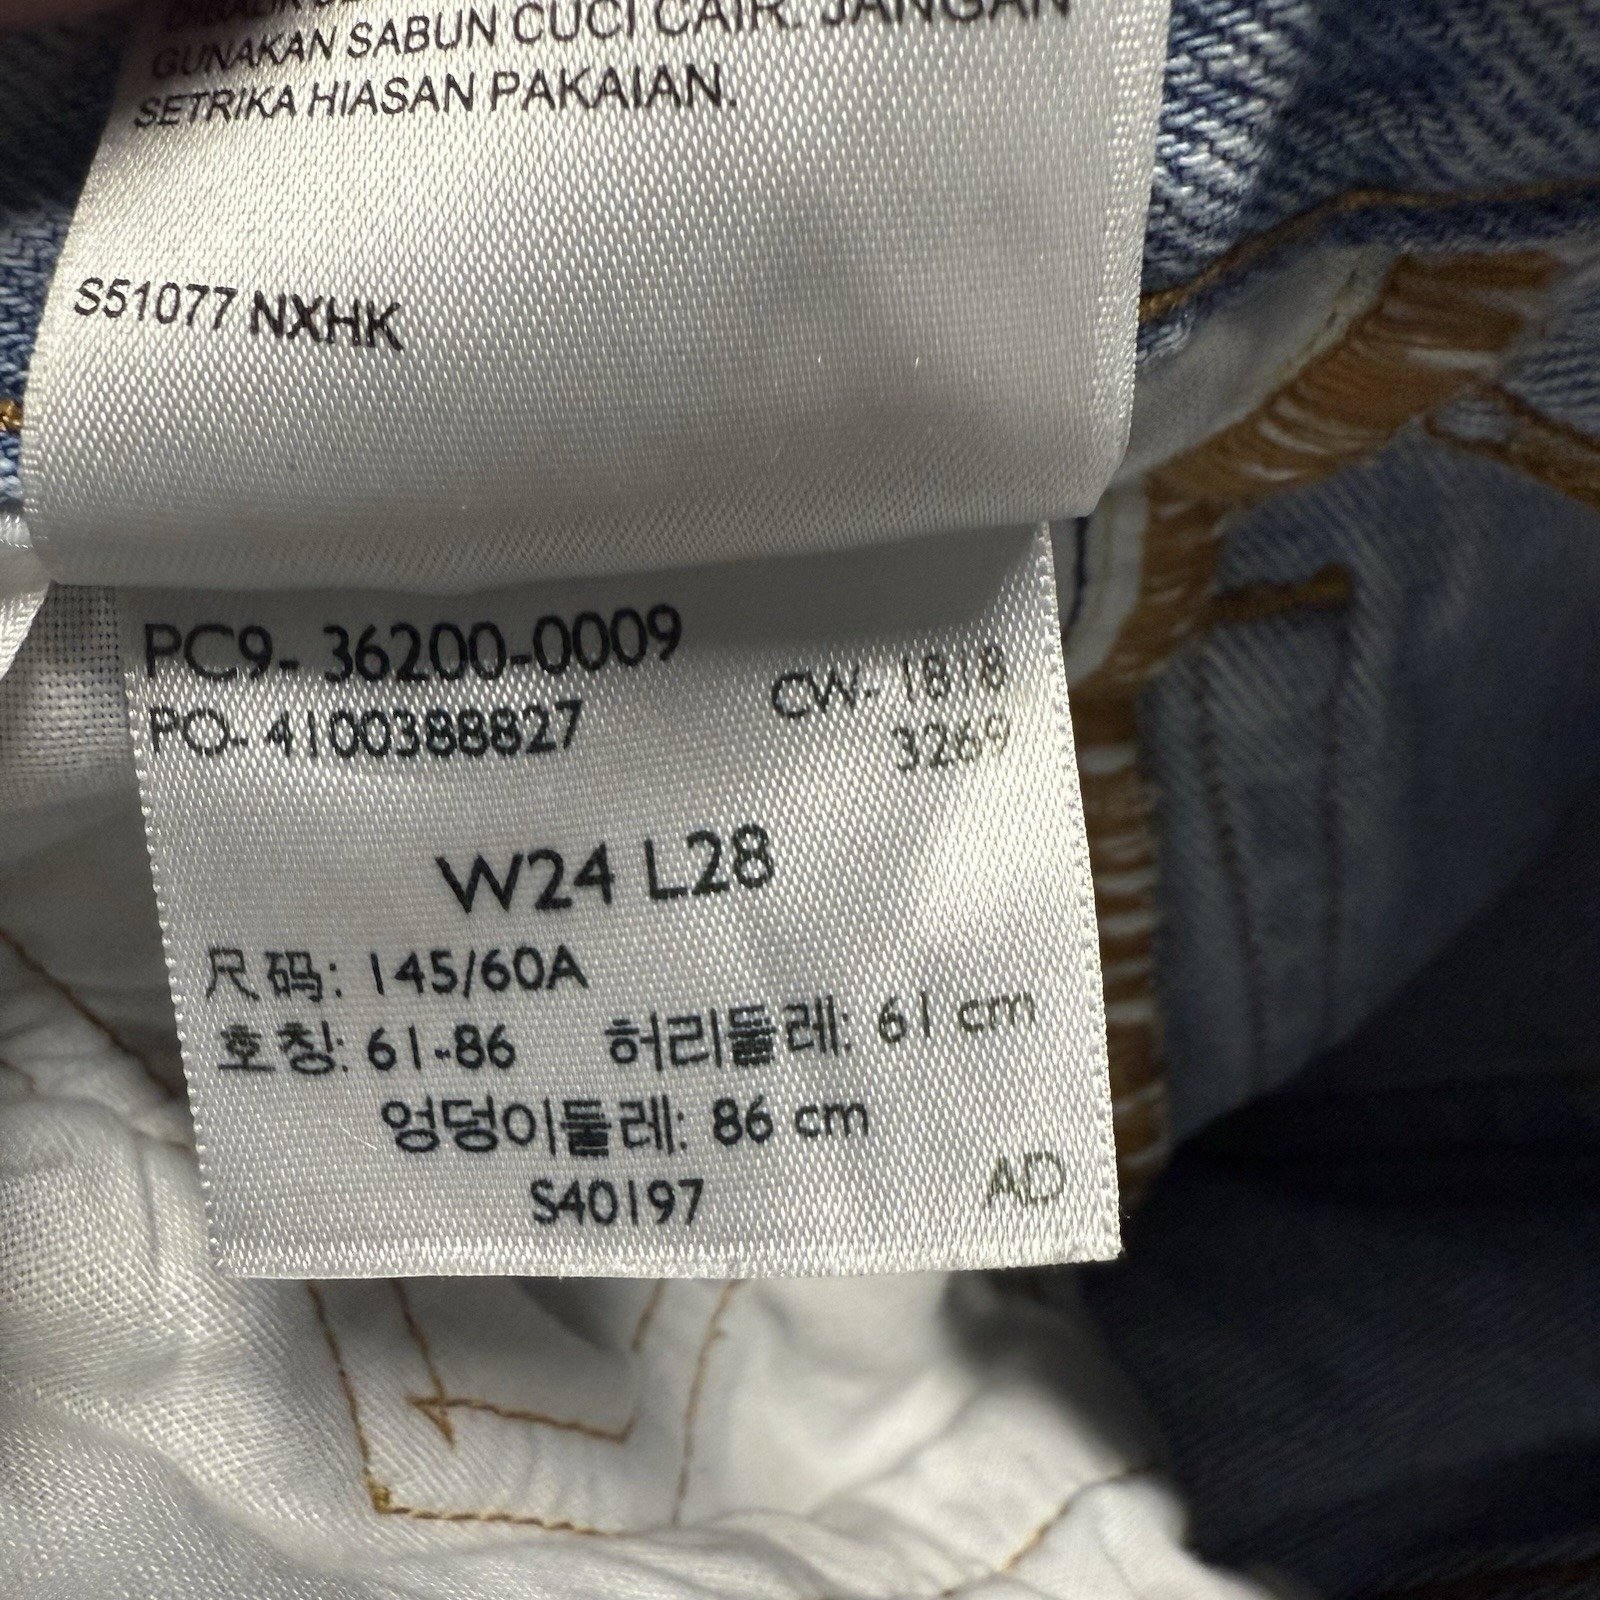 GUNAKAN SABUN CUCI CAIR. JANGAN
SETRIKA HIASAN PAKAIAN.
S51077 NXHK
PC9- 36200-0009
PO- 4100388827
CW- 1818
3269
W24 L28
尺码: 145/60A
호칭: 61-86 허리둘레: 61 cm
엉덩이둘레: 86 cm
S40197
AD